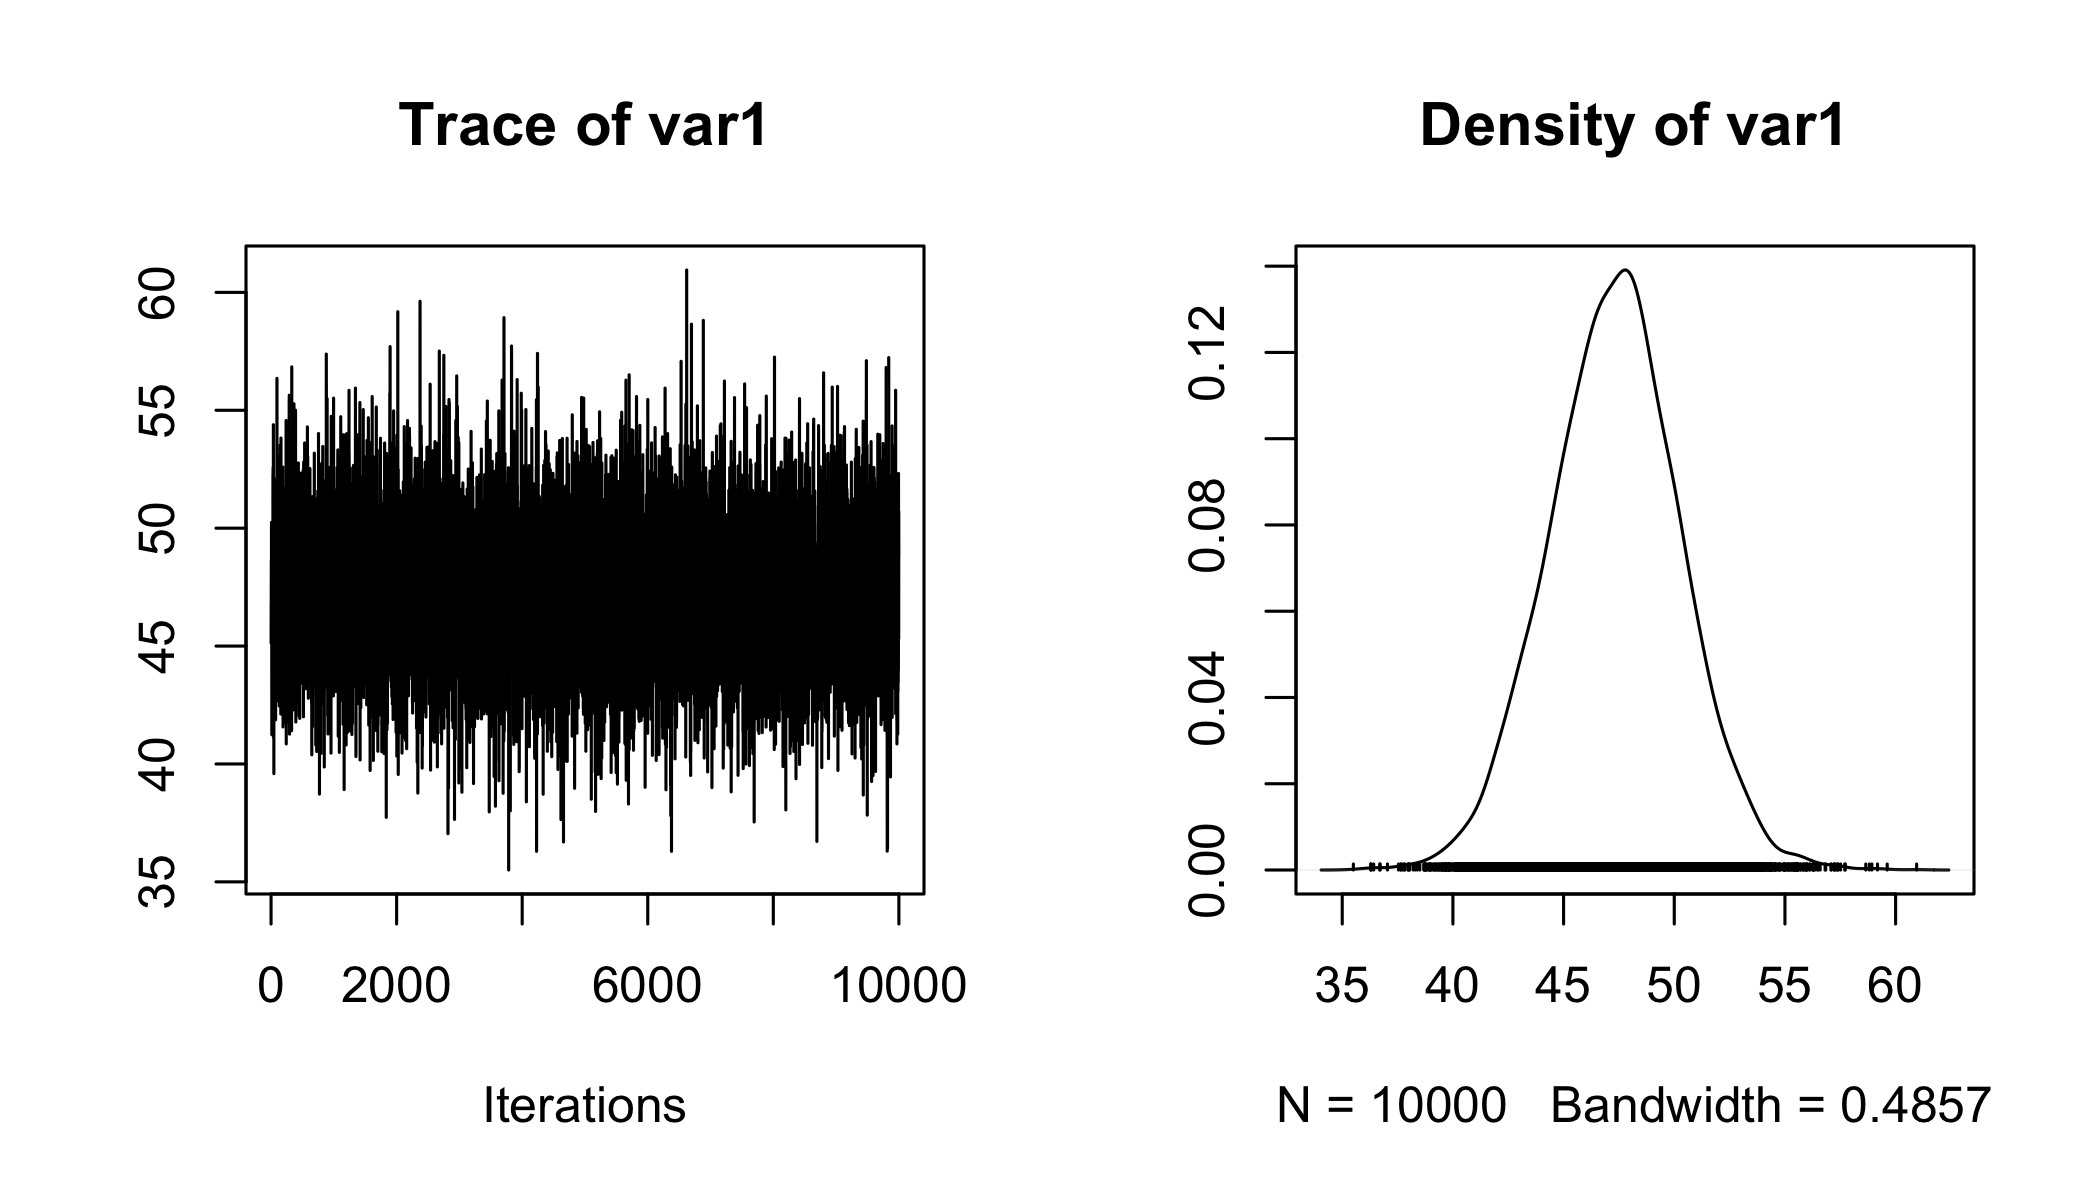 Trace of var1
60
55
50
45
40
35
0 2000 6000 10000
Iterations
Density of var1
0.12
0.08
0.04
0.00
35 40 45 50 55 60
N = 10000 Bandwidth = 0.4857